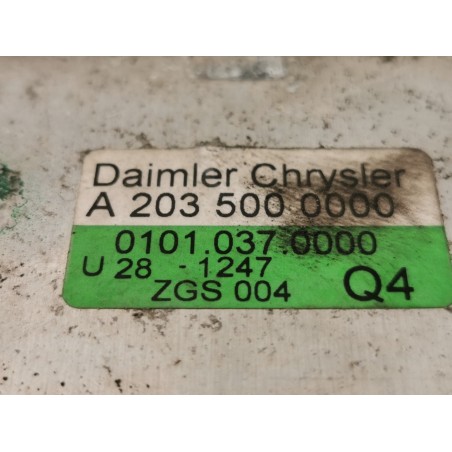 Daimler Chrysler
A 203 500 0000
0101.037.0000
U 28 - 1247
ZGS 004 Q4